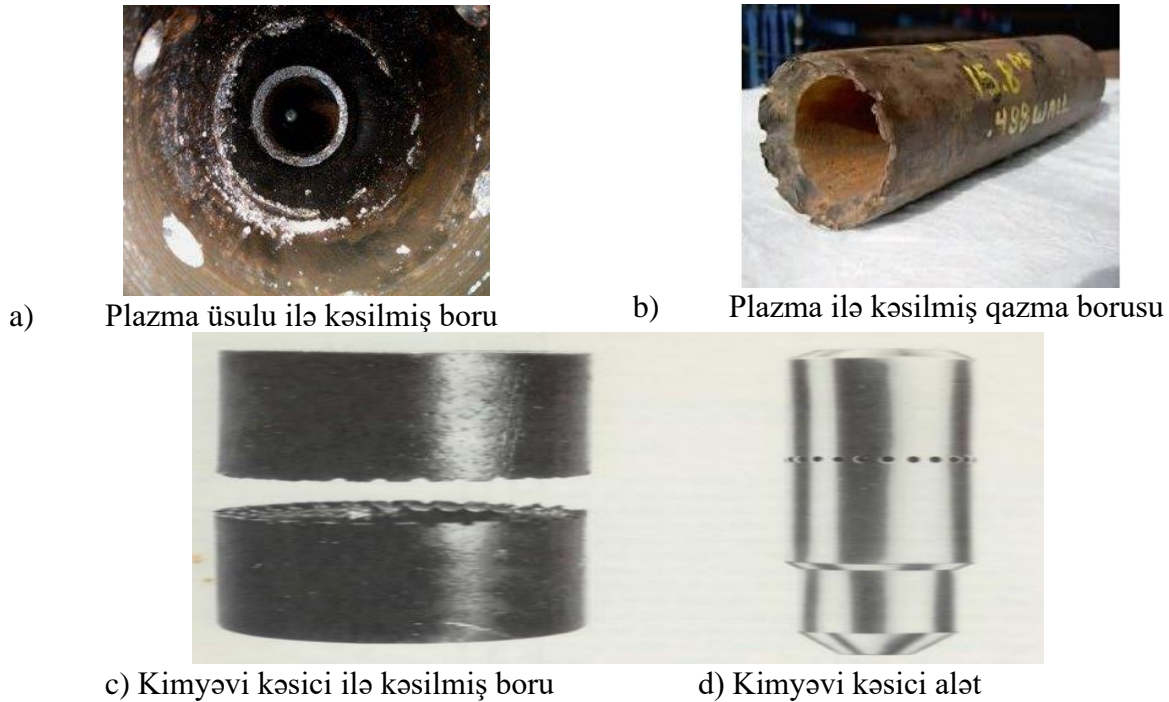 15.8 PP
.488 WALL
a) Plazma üsulu ilə kəsilmiş boru
b) Plazma ilə kəsilmiş qazma borusu
c) Kimyəvi kəsici ilə kəsilmiş boru
d) Kimyəvi kəsici alət